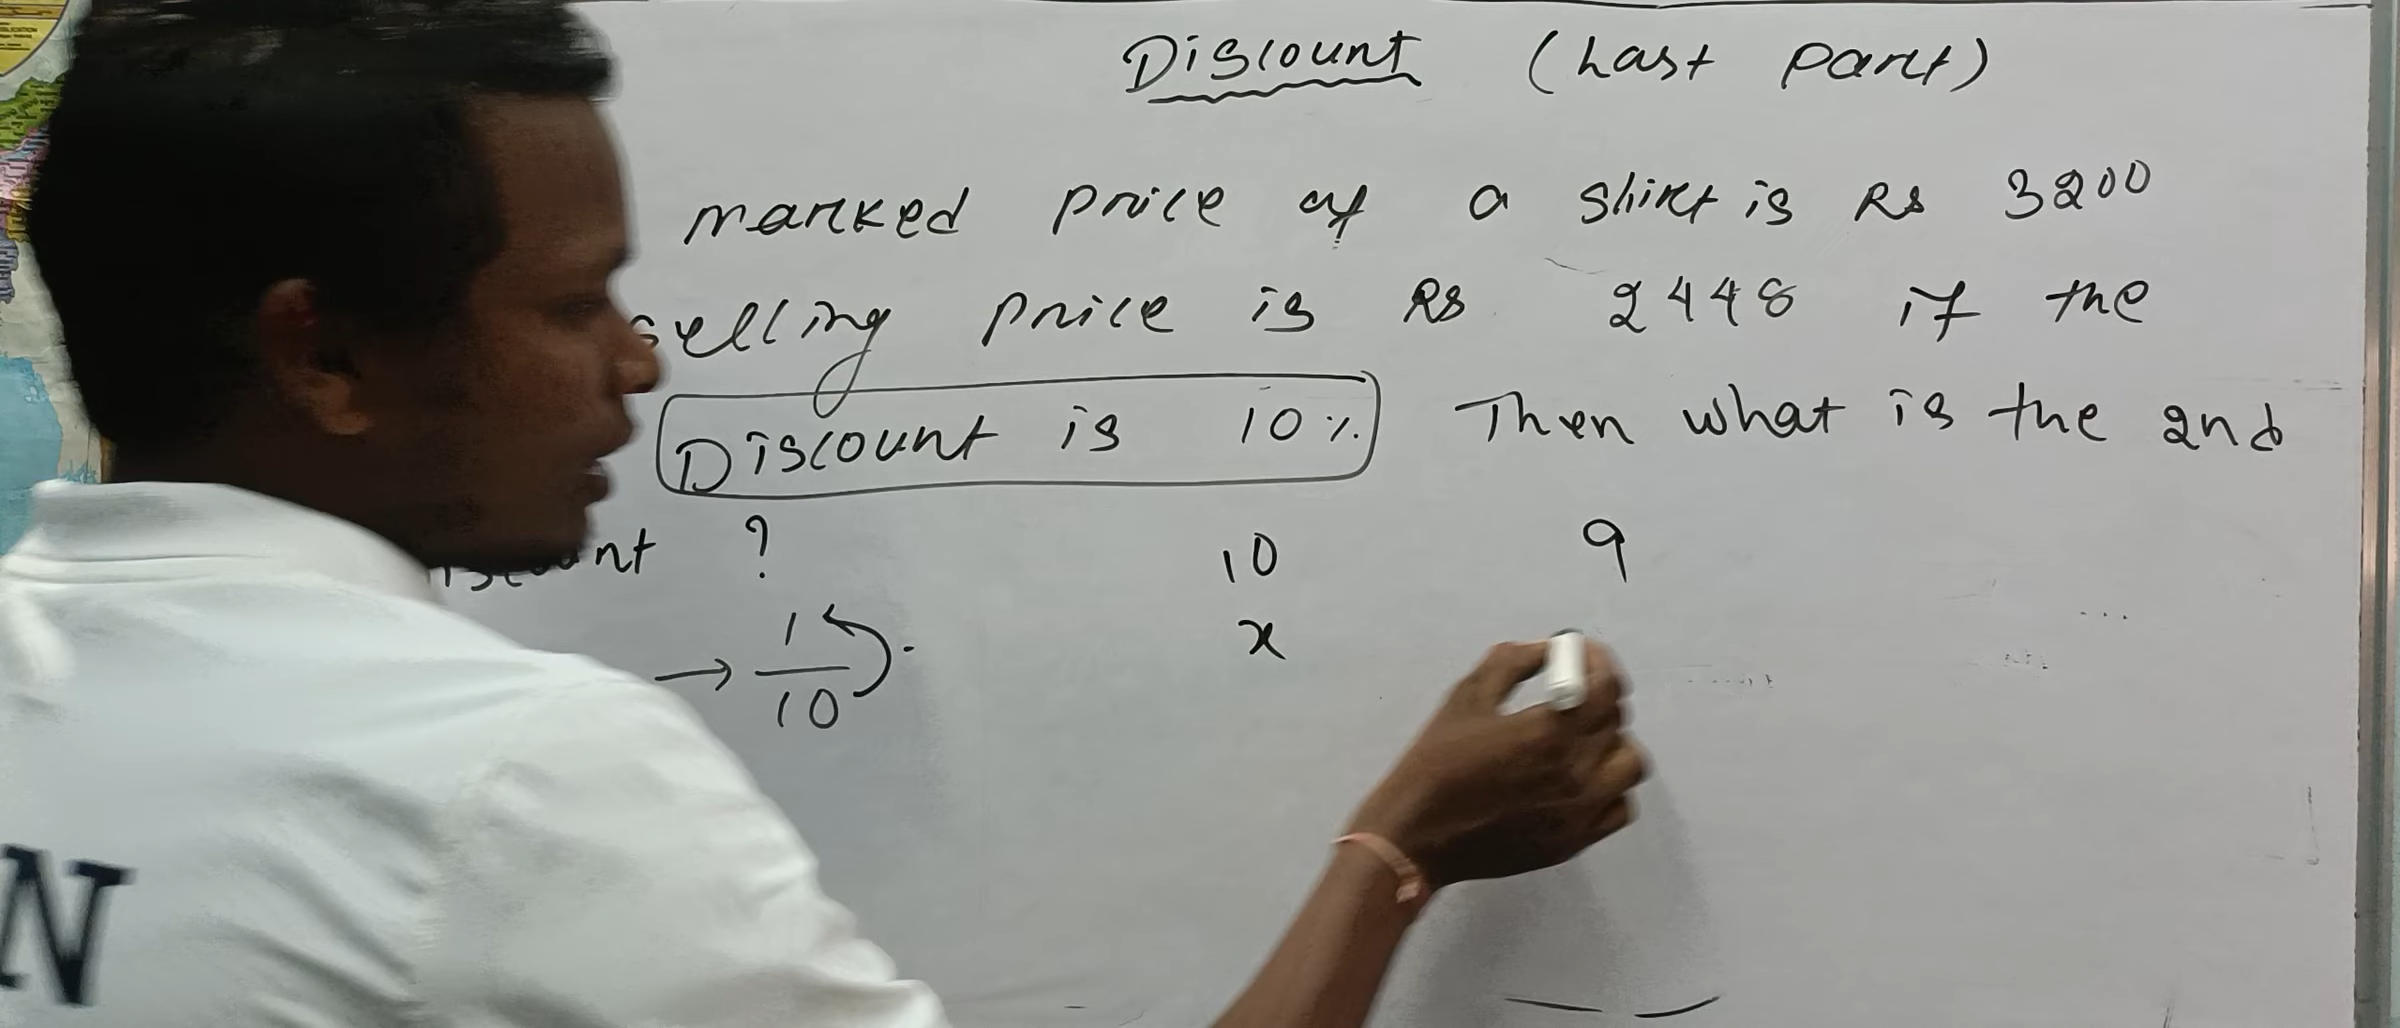 Discount (Last Part)
marked price of a shirt is Rs 3200
selling price is Rs 2448 if the
Discount is 10% Then what is the 2nd
?
10 9
1
x
10
N